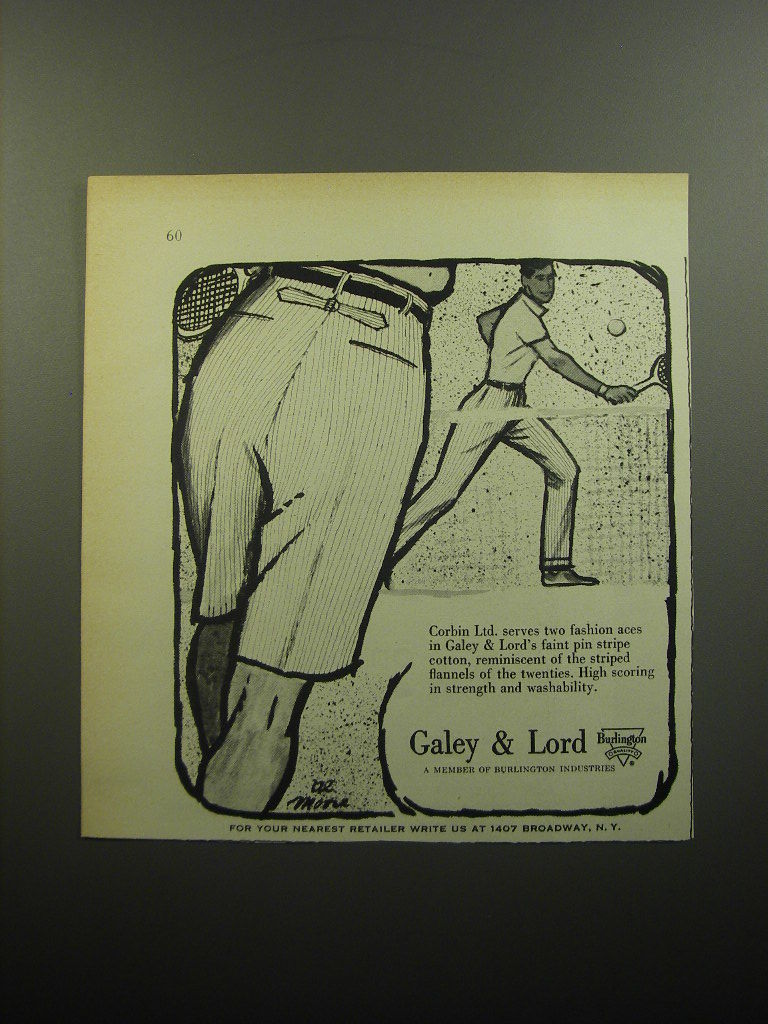 60
Corbin Ltd. serves two fashion aces
in Galey & Lord's faint pin stripe
cotton, reminiscent of the striped
flannels of the twenties. High scoring
in strength and washability.
Galey & Lord
Burlington
®
A MEMBER OF BURLINGTON INDUSTRIES
Al
Moore
FOR YOUR NEAREST RETAILER WRITE US AT 1407 BROADWAY, N. Y.